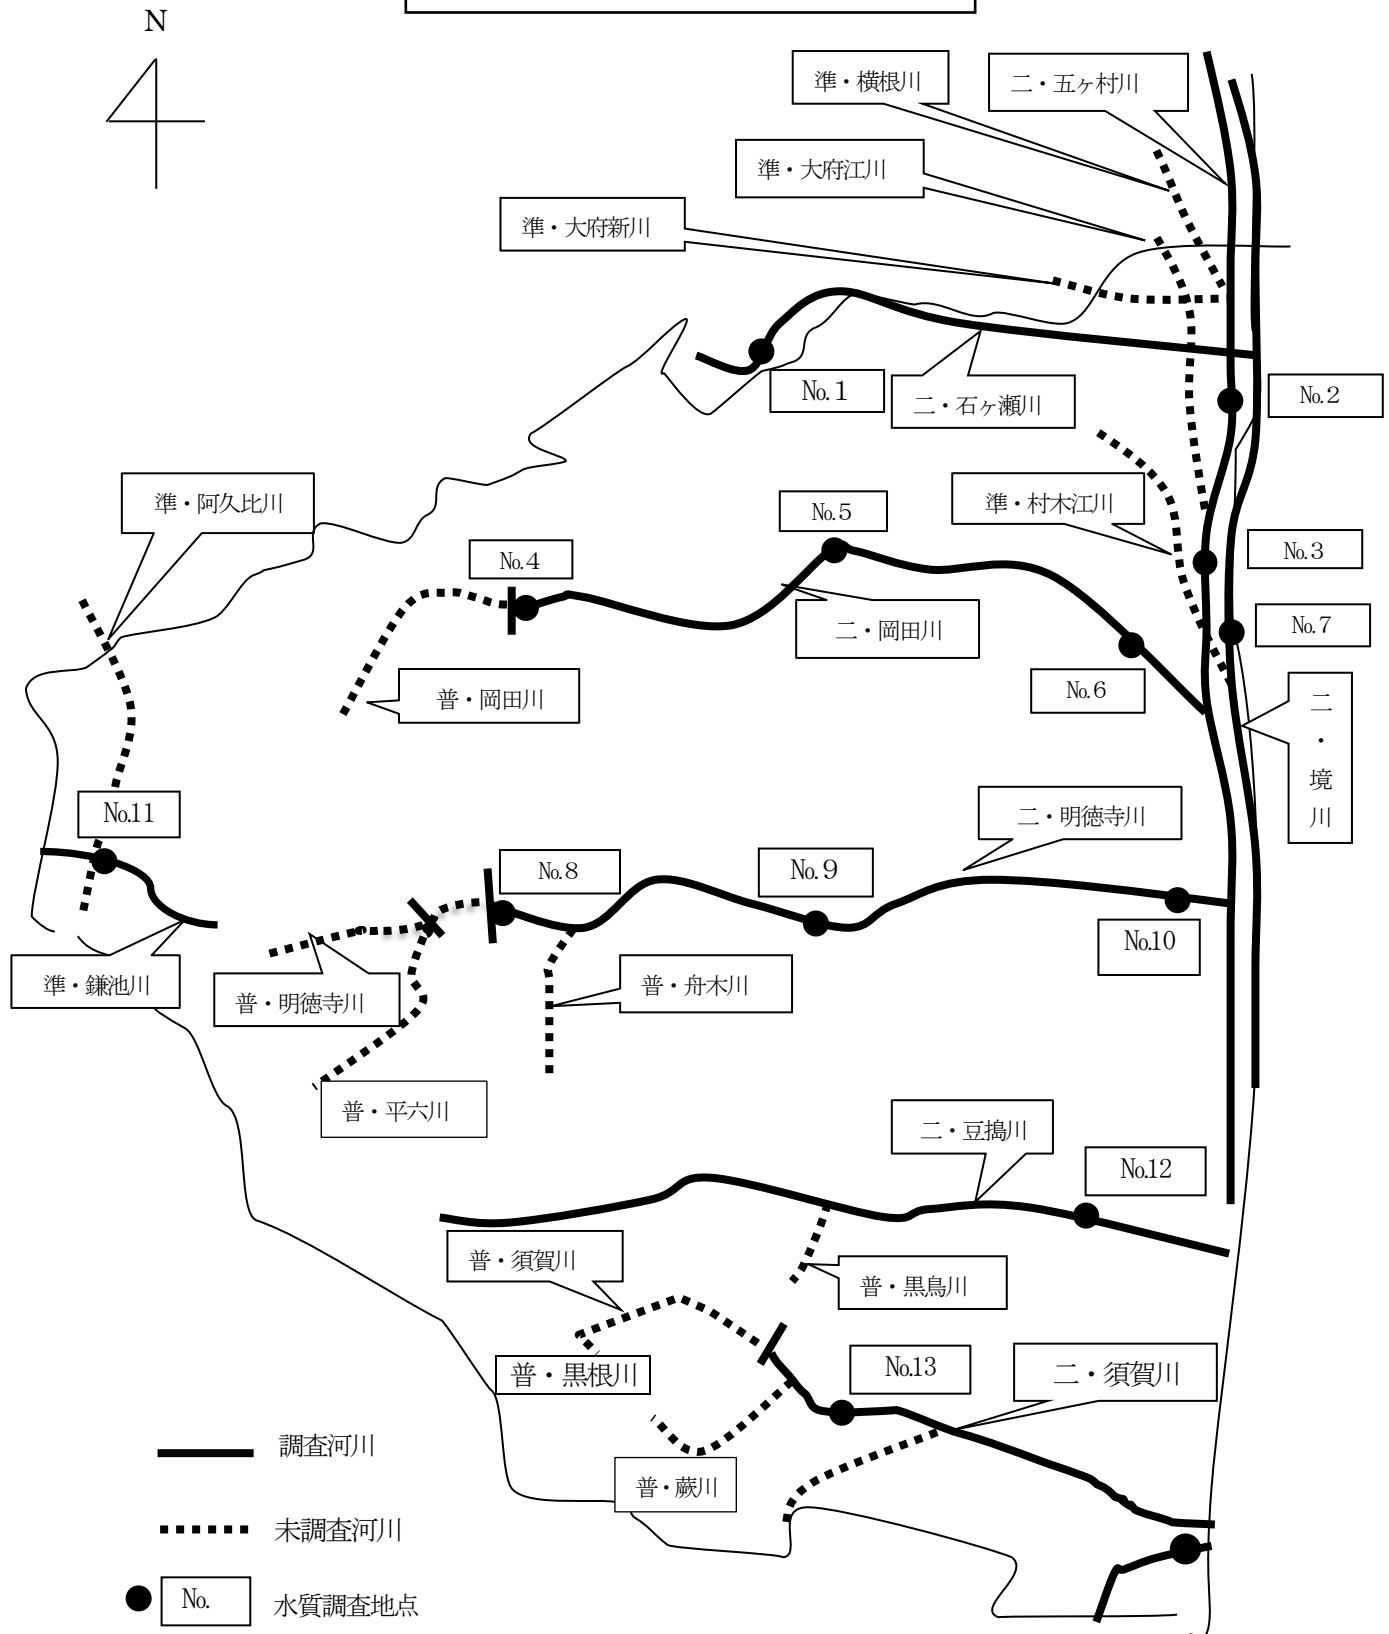 N
準・横根川
二・五ヶ村川
準・大府江川
準・大府新川
No.1
二・石ヶ瀬川
No.2
準・阿久比川
準・村木江川
No.5
No.4
No.3
No.7
二・岡田川
普・岡田川
No.6
二・境川
No.11
二・明徳寺川
No.8
No.9
No.10
準・鎌池川
普・明徳寺川
普・舟木川
普・平六川
二・豆搗川
No.12
普・須賀川
普・黒鳥川
普・黒根川
No.13
二・須賀川
調査河川
普・蕨川
未調査河川
No.
水質調査地点